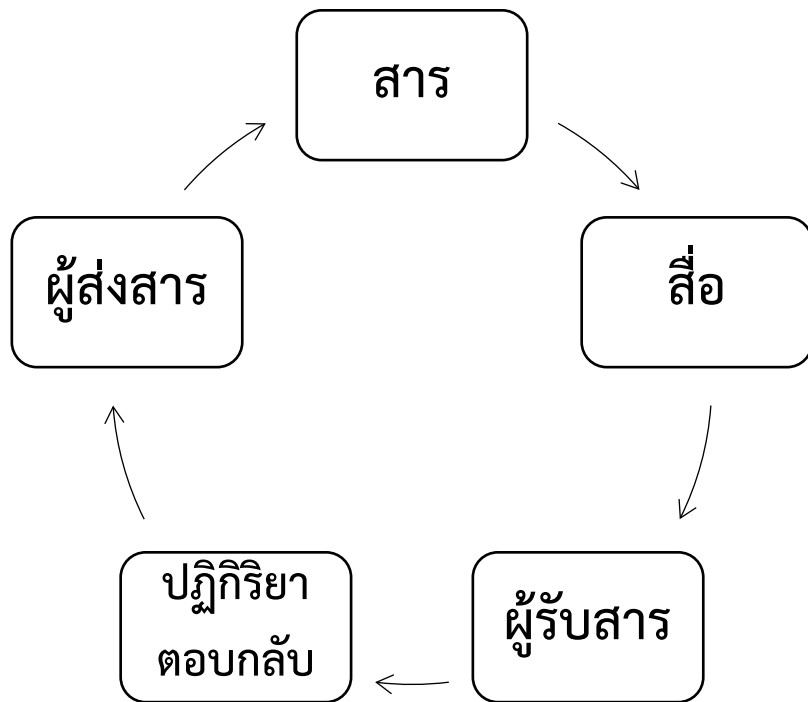 สาร
ผู้ส่งสาร
สื่อ
ปฏิกิริยา
ตอบกลับ
ผู้รับสาร